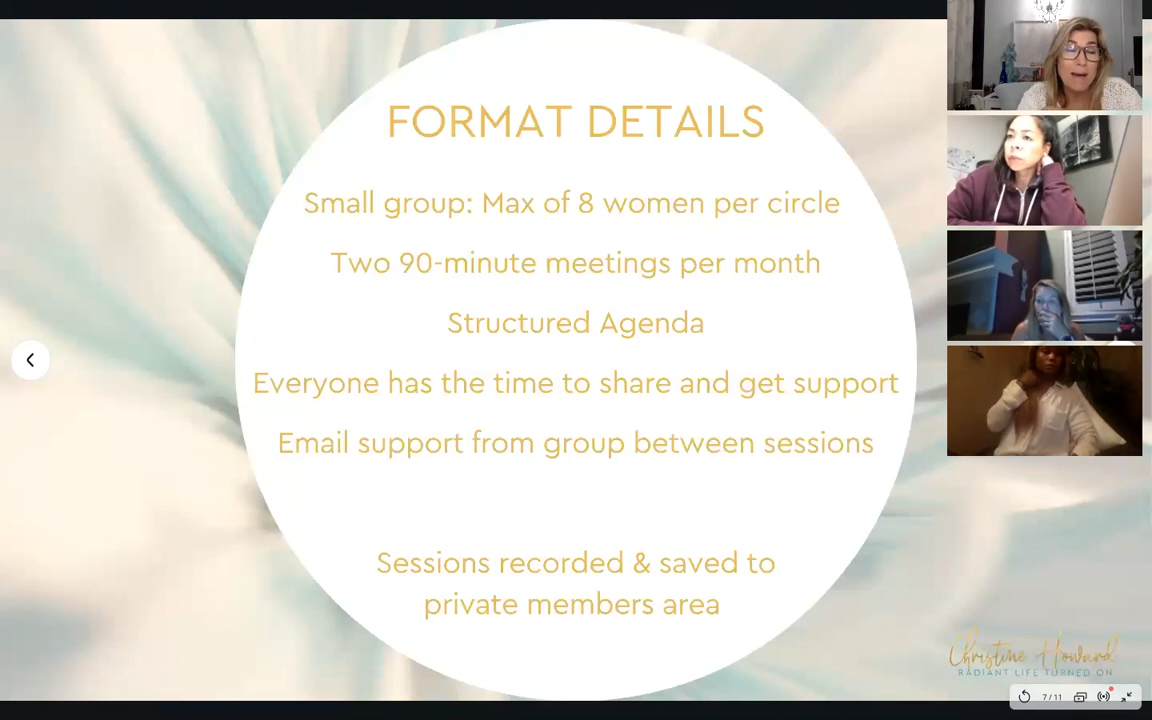 FORMAT DETAILS
Small group: Max of 8 women per circle
Two 90-minute meetings per month
Structured Agenda
Everyone has the time to share and get support
Email support from group between sessions
Sessions recorded & saved to
private members area
Christine Howard
RADIANT LIFE TURNED ON
7/11